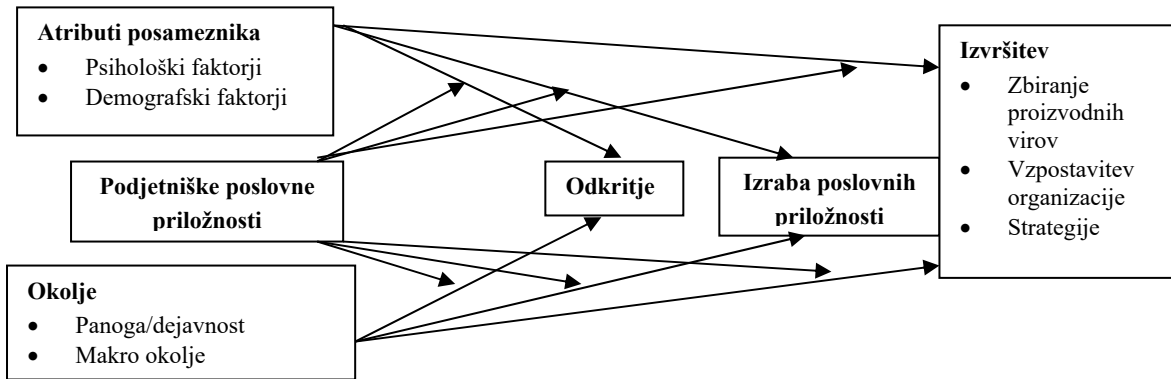 Atributi posameznika
• Psihološki faktorji
• Demografski faktorji
Podjetniške poslovne
priložnosti
Okolje
• Panoga/dejavnost
• Makro okolje
Odkritje
Izraba poslovnih
priložnosti
Izvršitev
• Zbiranje
proizvodnih
virov
• Vzpostavitev
organizacije
• Strategije